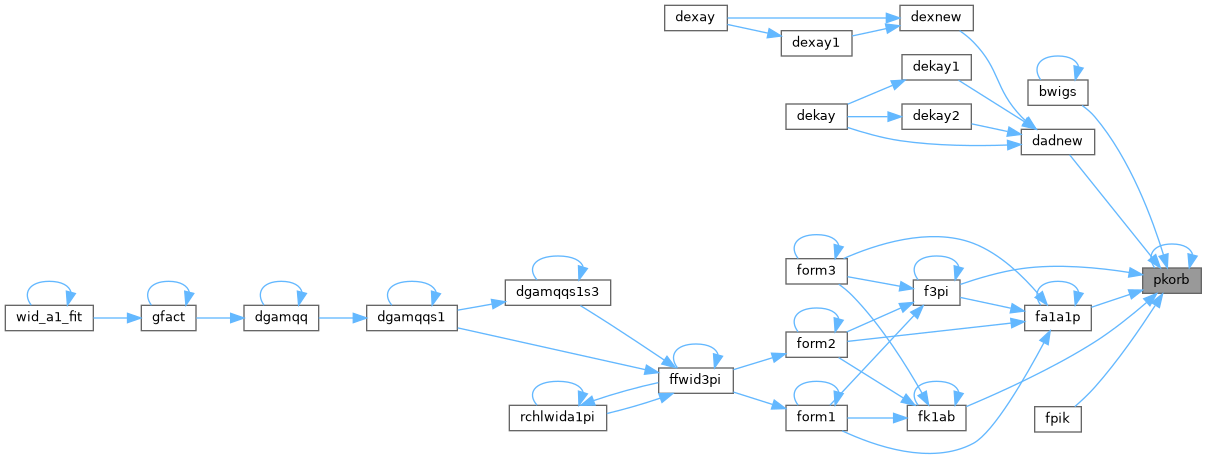 dexay
dexnew
dexay1
dekay1
bwigs
dekay
dekay2
dadnew
form3
pkorb
dgamqqs1s3
f3pi
wid_a1_fit
gfact
dgamqq
dgamqqs1
fa1a1p
form2
ffwid3pi
rchlwida1pi
form1
fk1ab
fpik